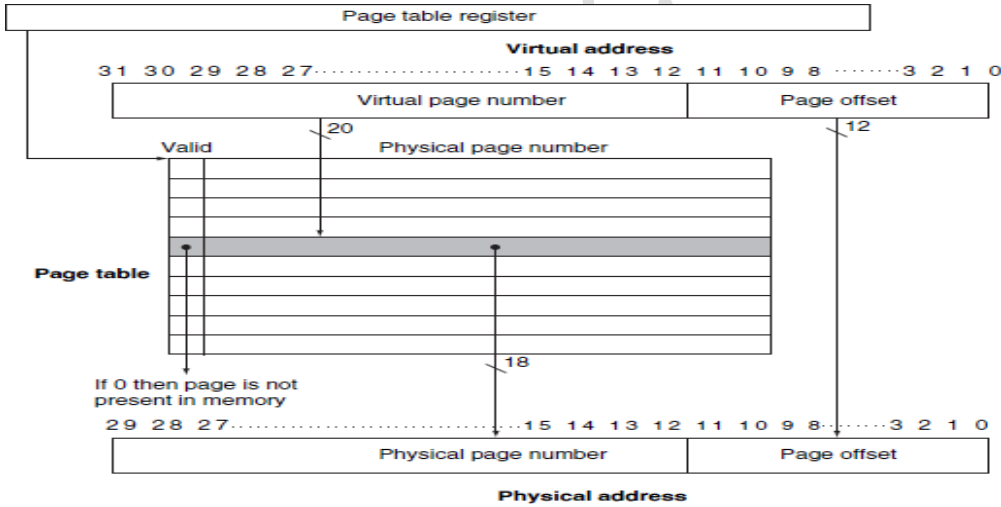 Page table register
Virtual address
31 30 29 28 27......................................15 14 13 12 11 10 9 8 ........3 2 1 0
Virtual page number Page offset
20 12
Valid Physical page number
Page table
18
If 0 then page is not
present in memory
29 28 27......................................15 14 13 12 11 10 9 8........3 2 1 0
Physical page number Page offset
Physical address